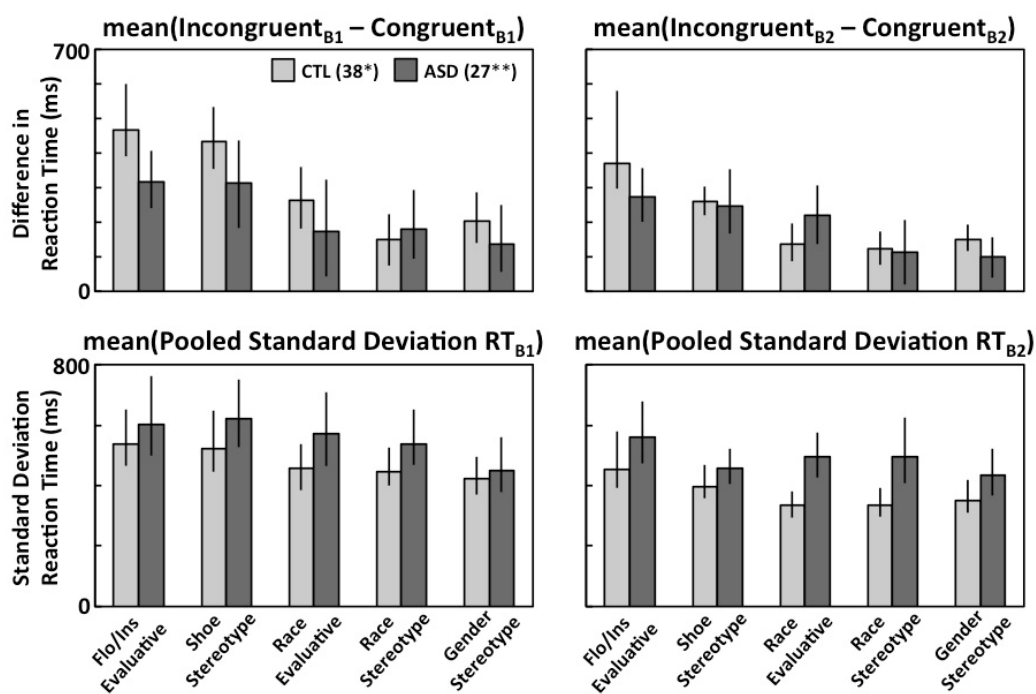 mean(Incongruent_B1 – Congruent_B1)
mean(Incongruent_B2 – Congruent_B2)
700
CTL (38*)
ASD (27**)
Difference in
Reaction Time (ms)
0
mean(Pooled Standard Deviation RT_B1)
mean(Pooled Standard Deviation RT_B2)
800
Standard Deviation
Reaction Time (ms)
0
Flo/Ins
Evaluative
Shoe
Stereotype
Race
Evaluative
Race
Stereotype
Gender
Stereotype
Flo/Ins
Evaluative
Shoe
Stereotype
Race
Evaluative
Race
Stereotype
Gender
Stereotype